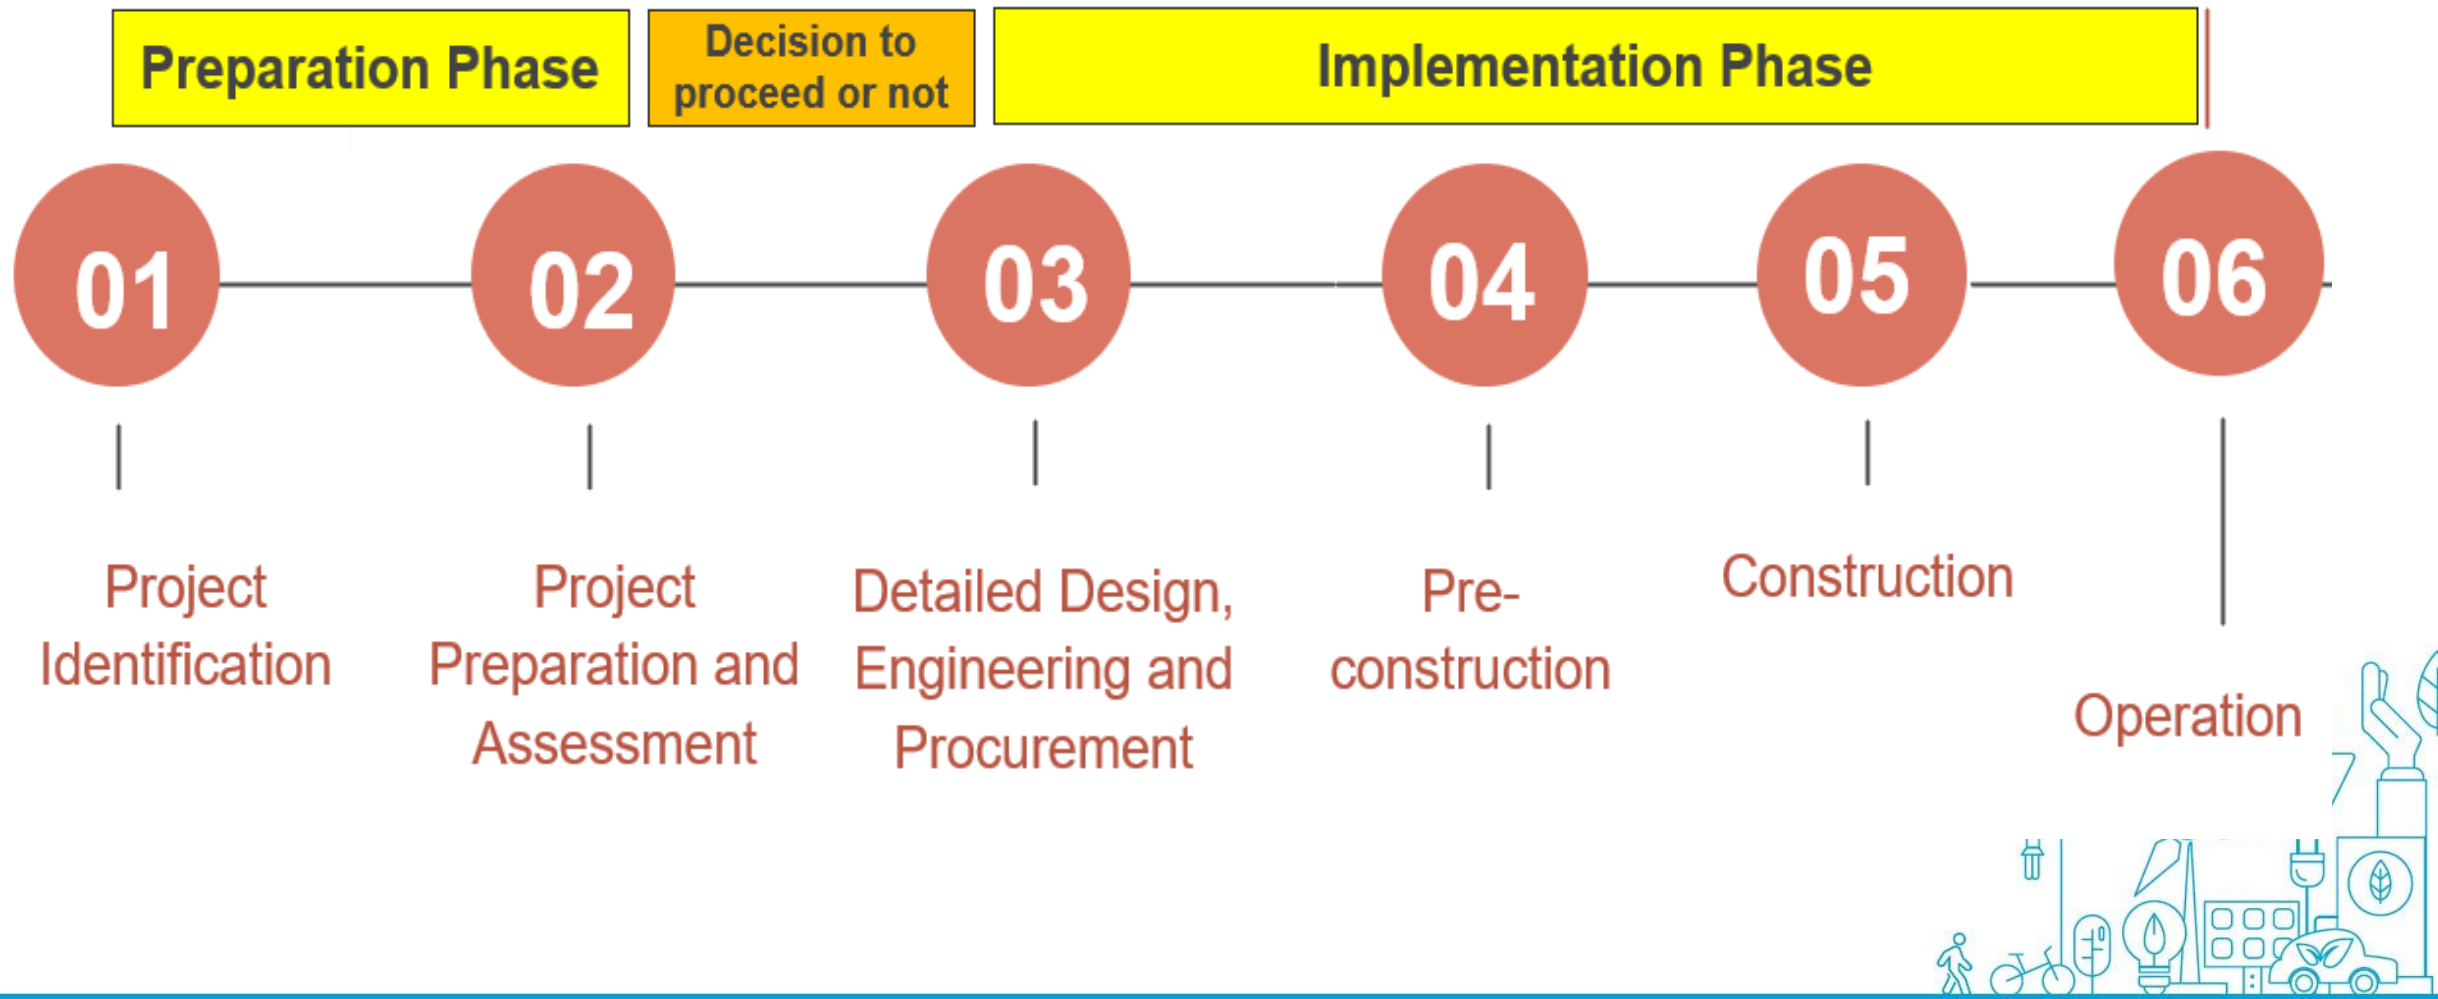 Preparation Phase
Decision to
proceed or not
Implementation Phase
01
02
03
04
05
06
Project
Identification
Project
Preparation and
Assessment
Detailed Design,
Engineering and
Procurement
Pre-
construction
Construction
Operation